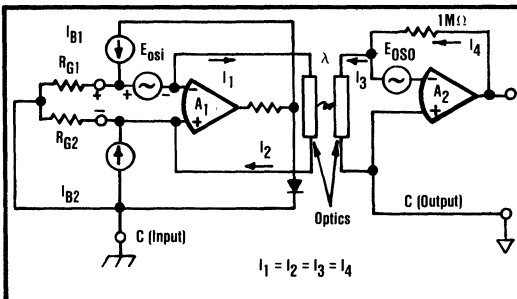 I_B1
E_osi
1MΩ
I_1
λ
I_3
I_4
E_OSO
R_G1
+
+
−
−
A_1
+
−
A_2
+
−
R_G2
I_2
I_B2
Optics
C (Output)
C (Input)
I_1 = I_2 = I_3 = I_4